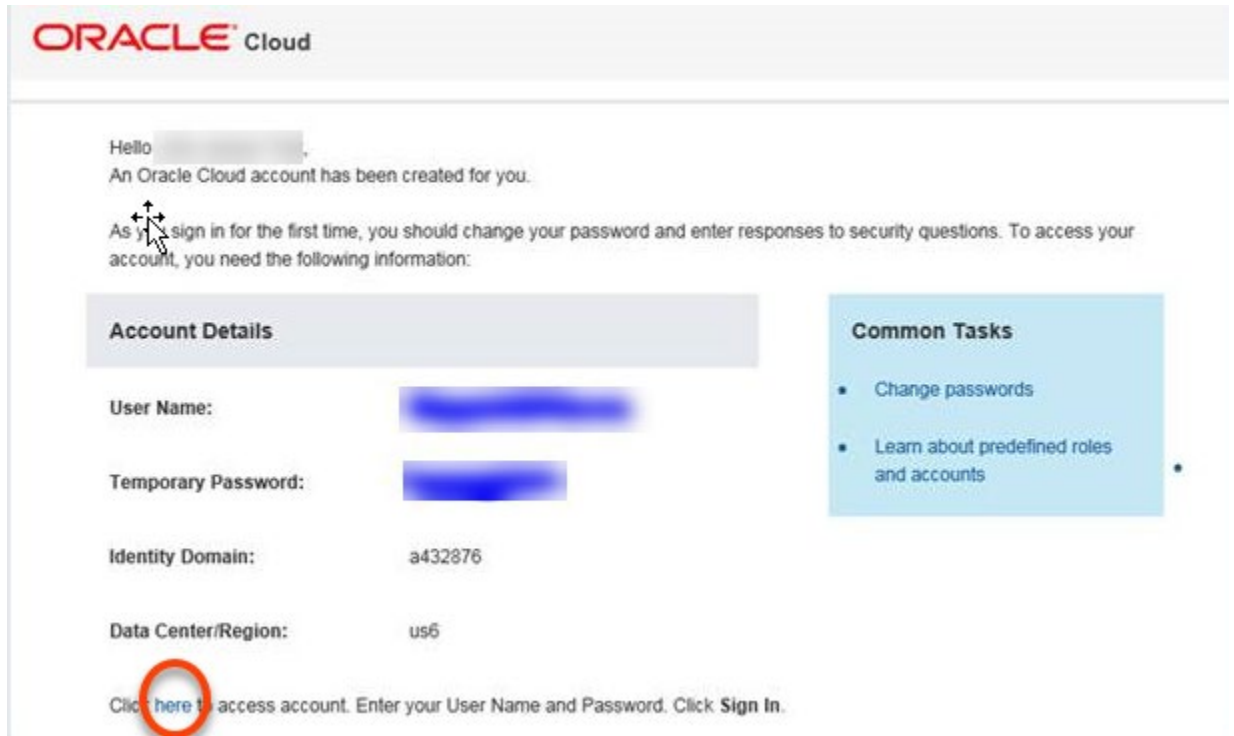 ORACLE Cloud
Hello ,
An Oracle Cloud account has been created for you.
As sign in for the first time, you should change your password and enter responses to security questions. To access your
account, you need the following information:
Account Details
User Name:
Temporary Password:
Identity Domain: a432876
Data Center/Region: us6
Click here to access account. Enter your User Name and Password. Click Sign In.
Common Tasks
• Change passwords
• Learn about predefined roles
and accounts
•